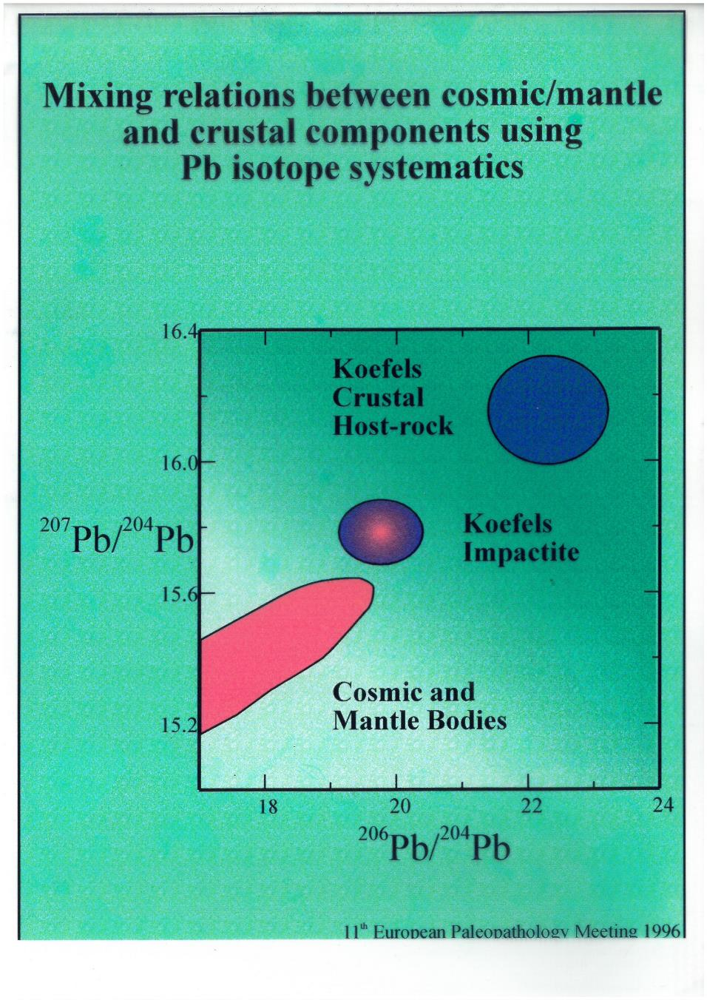 Mixing relations between cosmic/mantle
and crustal components using
Pb isotope systematics
16.4
Koefels
Crustal
Host-rock
16.0
²⁰⁷Pb/²⁰⁴Pb
Koefels
Impactite
15.6
Cosmic and
Mantle Bodies
15.2
18 20 22 24
²⁰⁶Pb/²⁰⁴Pb
11th European Paleopathology Meeting 1996